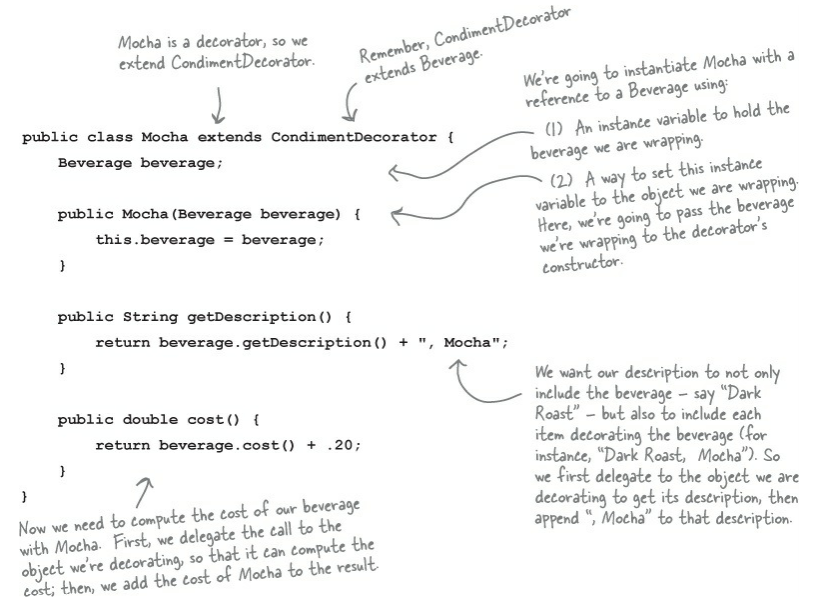 Mocha is a decorator, so we
extend CondimentDecorator.
Remember, CondimentDecorator
extends Beverage.
We're going to instantiate Mocha with a
reference to a Beverage using:
(1) An instance variable to hold the
beverage we are wrapping.
(2) A way to set this instance
variable to the object we are wrapping.
Here, we're going to pass the beverage
we're wrapping to the decorator's
constructor.
public class Mocha extends CondimentDecorator {
Beverage beverage;
public Mocha(Beverage beverage) {
this.beverage = beverage;
}
public String getDescription() {
return beverage.getDescription() + ", Mocha";
}
public double cost() {
return beverage.cost() + .20;
}
}
We want our description to not only
include the beverage – say “Dark
Roast” – but also to include each
item decorating the beverage (for
instance, “Dark Roast, Mocha”). So
we first delegate to the object we are
decorating to get its description, then
append “, Mocha” to that description.
Now we need to compute the cost of our beverage
with Mocha. First, we delegate the call to the
object we're decorating, so that it can compute the
cost; then, we add the cost of Mocha to the result.